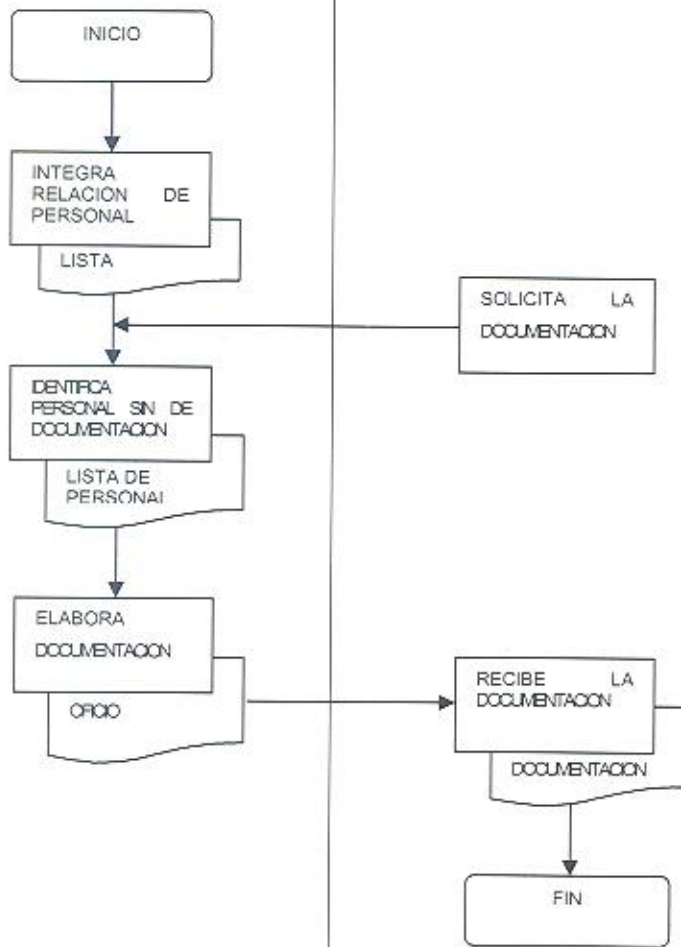 INICIO
INTEGRA
RELACION DE
PERSONAL
LISTA
SOLICITA LA
DOCUMENTACION
IDENTIFICA
PERSONAL SIN DE
DOCUMENTACION
LISTA DE
PERSONAL
ELABORA
DOCUMENTACION
OFICIO
RECIBE LA
DOCUMENTACION
DOCUMENTACION
FIN